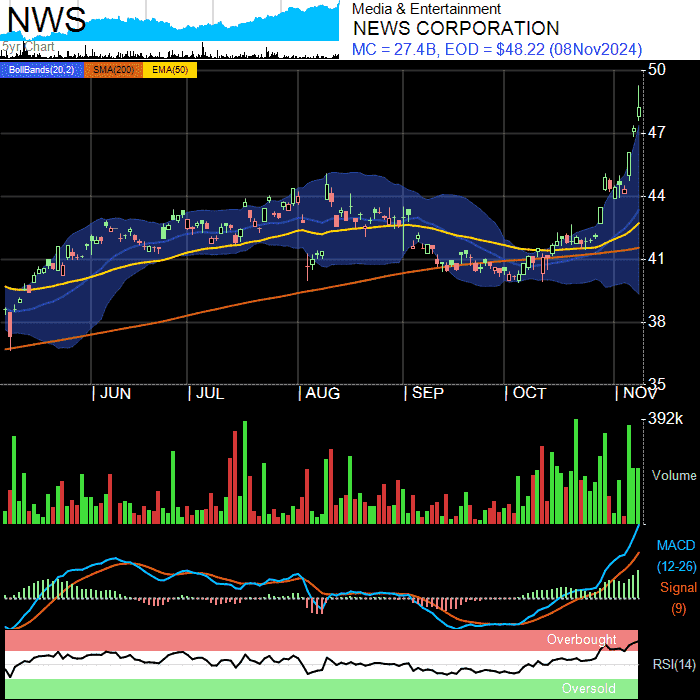 NWS
5yr Chart
Media & Entertainment
NEWS CORPORATION
MC = 27.4B, EOD = $48.22 (08Nov2024)
BollBands(20,2) SMA(200) EMA(50)
50
47
44
41
38
35
JUN JUL AUG SEP OCT NOV
392k
Volume
MACD
(12-26)
Signal
(9)
Overbought
RSI(14)
Oversold